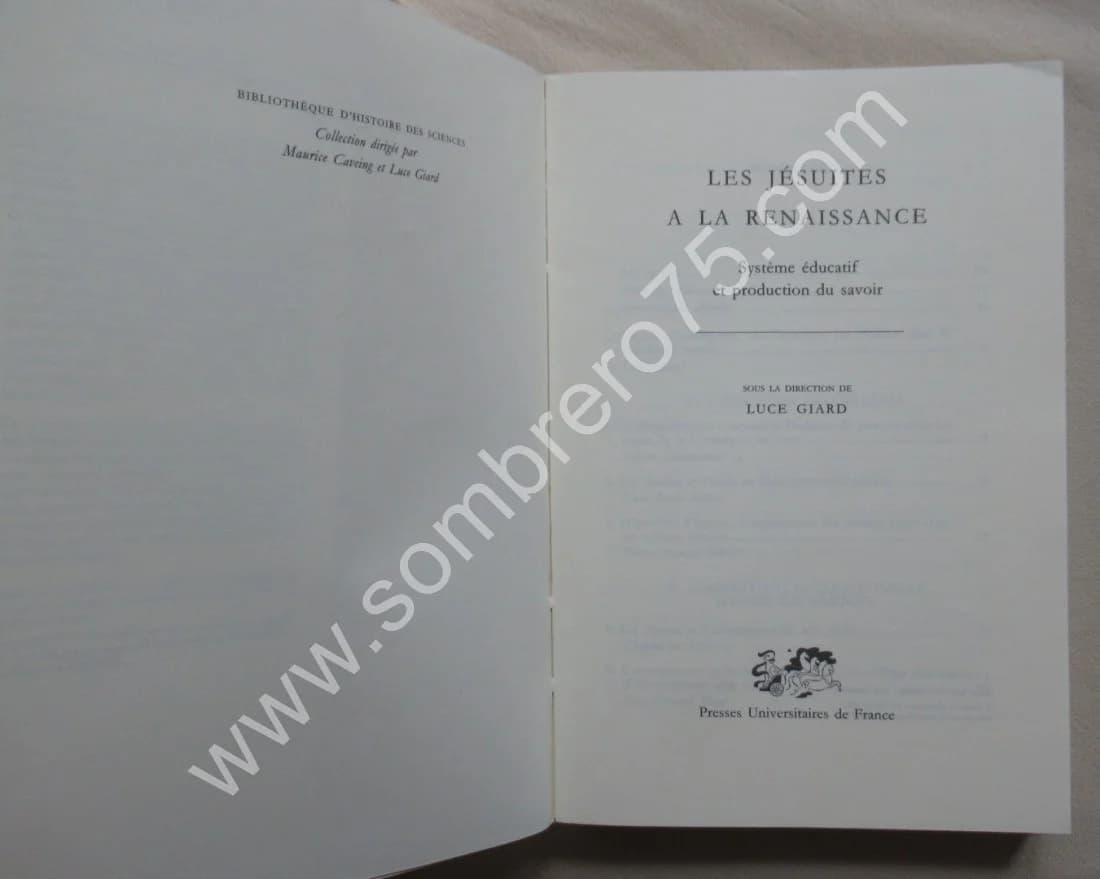 BIBLIOTHÈQUE D'HISTOIRE DES SCIENCES
Collection dirigée par
Maurice Caveing et Luce Giard
LES JÉSUITES
A LA RENAISSANCE
Système éducatif
et production du savoir
SOUS LA DIRECTION DE
LUCE GIARD
Presses Universitaires de France
www.sombrero75.com